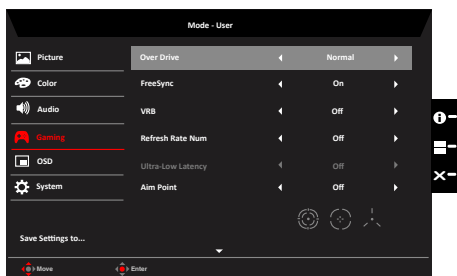 Mode - User
Picture
Color
Audio
Gaming
OSD
System
Save Settings to...
Over Drive Normal
FreeSync On
VRB Off
Refresh Rate Num Off
Ultra-Low Latency Off
Aim Point Off
Move Enter